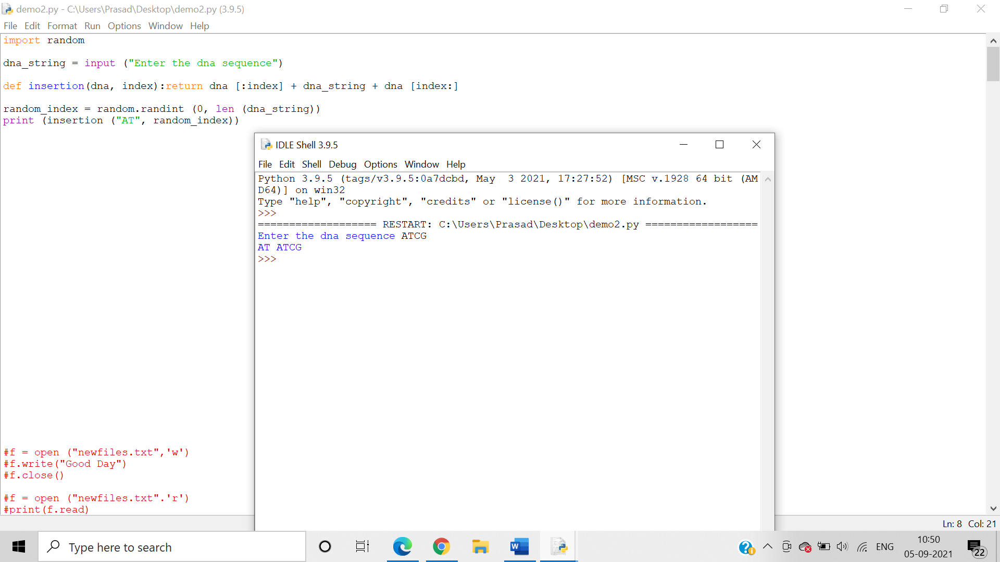 demo2.py - C:\Users\Prasad\Desktop\demo2.py (3.9.5)
File Edit Format Run Options Window Help
import random
dna_string = input ("Enter the dna sequence")
def insertion(dna, index):return dna [:index] + dna_string + dna [index:]
random_index = random.randint (0, len (dna_string))
print (insertion ("AT", random_index))
IDLE Shell 3.9.5
File Edit Shell Debug Options Window Help
Python 3.9.5 (tags/v3.9.5:0a7dcbd, May  3 2021, 17:27:52) [MSC v.1928 64 bit (AM
D64)] on win32
Type "help", "copyright", "credits" or "license()" for more information.
>>>
=================== RESTART: C:\Users\Prasad\Desktop\demo2.py ==================
Enter the dna sequence ATCG
AT ATCG
>>>
#f = open ("newfiles.txt",'w')
#f.write("Good Day")
#f.close()
#f = open ("newfiles.txt".'r')
#print(f.read)
Ln: 8 Col: 21
Type here to search
W
ENG
10:50
05-09-2021
22